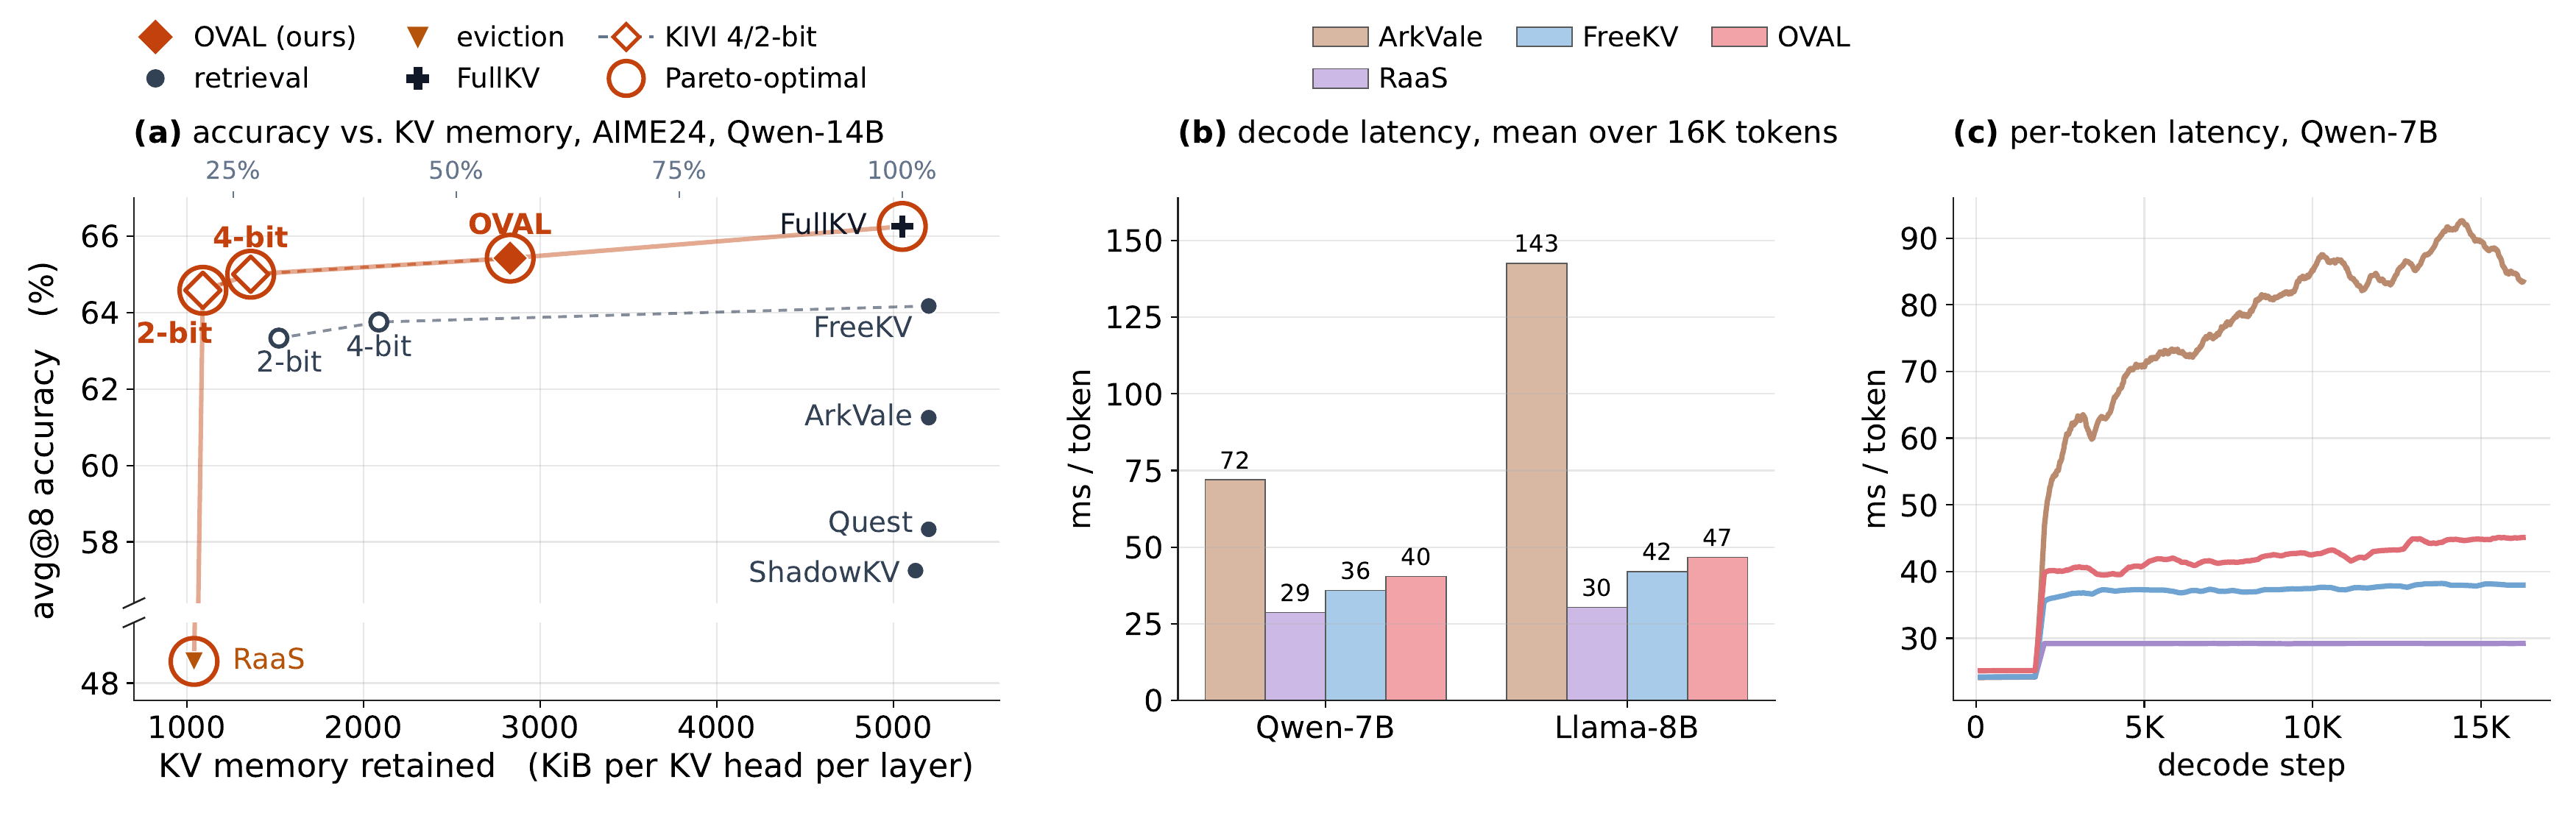 OVAL (ours)
eviction
KIVI 4/2-bit
retrieval
FullKV
Pareto-optimal
(a) accuracy vs. KV memory, AIME24, Qwen-14B
25% 50% 75% 100%
avg@8 accuracy (%)
66
64
62
60
58
48
4-bit
2-bit
OVAL
FullKV
2-bit
4-bit
FreeKV
ArkVale
Quest
ShadowKV
RaaS
1000 2000 3000 4000 5000
KV memory retained (KiB per KV head per layer)
ArkVale
FreeKV
OVAL
RaaS
(b) decode latency, mean over 16K tokens
ms / token
150
125
100
75
50
25
0
72
29
36
40
143
30
42
47
Qwen-7B Llama-8B
(c) per-token latency, Qwen-7B
ms / token
90
80
70
60
50
40
30
0 5K 10K 15K
decode step